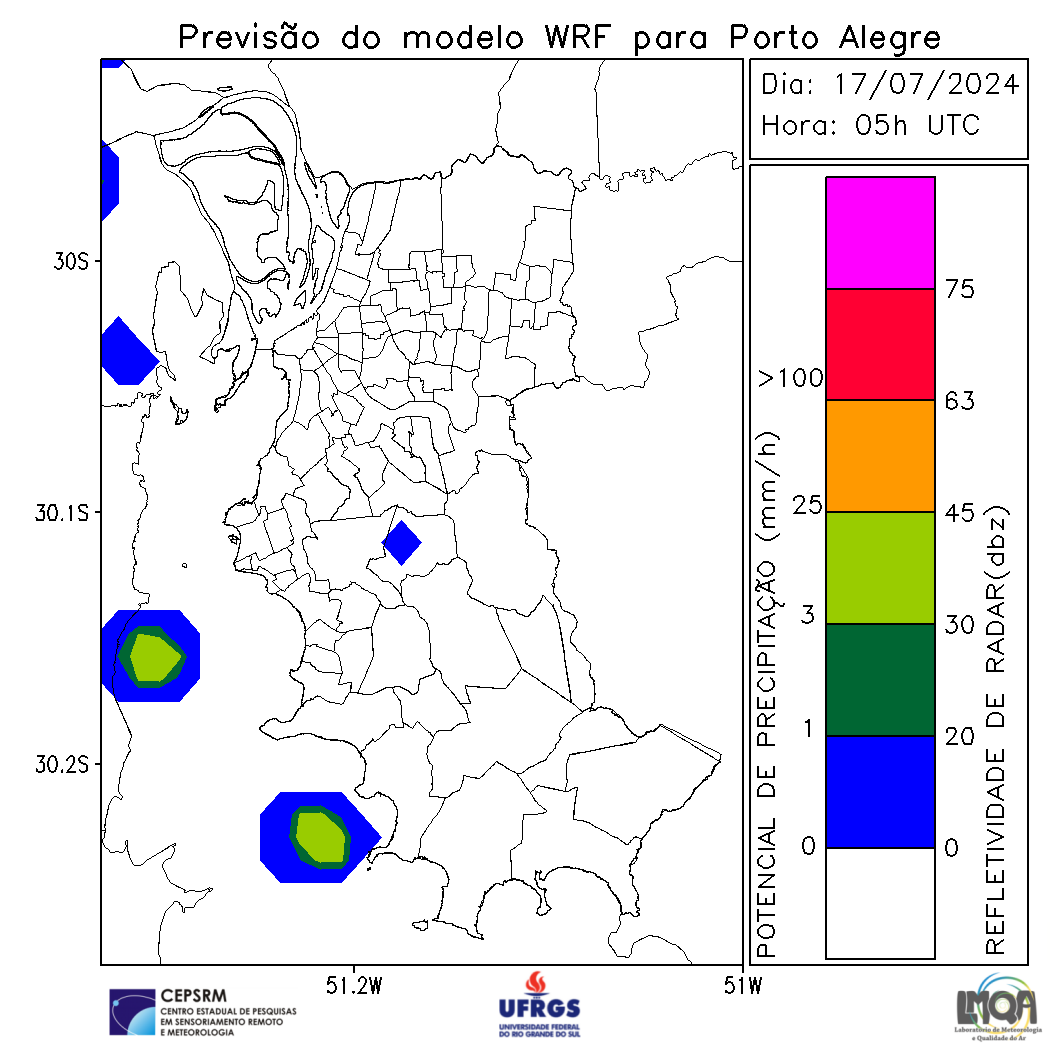 Previsão do modelo WRF para Porto Alegre
Dia: 17/07/2024
Hora: 05h UTC
30S
30.1S
30.2S
51.2W
51W
POTENCIAL DE PRECIPITAÇÃO (mm/h)
>100
25
3
1
0
75
63
45
30
20
0
REFLETIVIDADE DE RADAR(dbz)
CEPSRM
CENTRO ESTADUAL DE PESQUISAS
EM SENSORIAMENTO REMOTO
E METEOROLOGIA
UFRGS
UNIVERSIDADE FEDERAL
DO RIO GRANDE DO SUL
LMQA
Laboratório de Meteorologia
e Qualidade do Ar